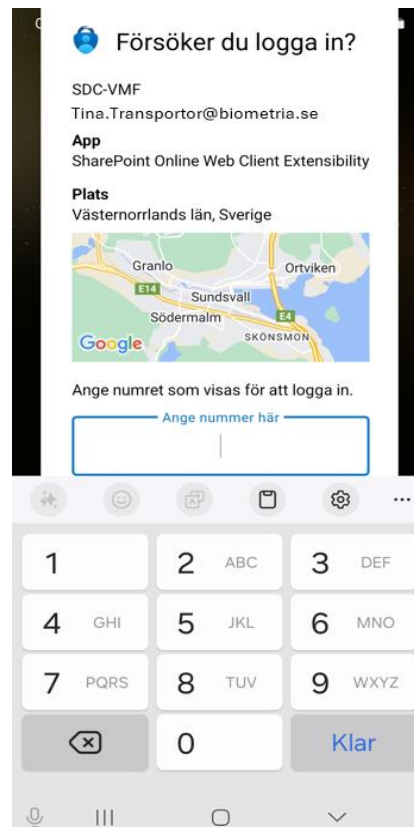 Försöker du logga in?
SDC-VMF
Tina.Transportor@biometria.se
App
SharePoint Online Web Client Extensibility
Plats
Västernorrlands län, Sverige
Granlo
Ortviken
E14
Sundsvall
Södermalm
E4
SKÖNSMON
Google
Ange numret som visas för att logga in.
Ange nummer här
1
2 ABC
3 DEF
4 GHI
5 JKL
6 MNO
7 PQRS
8 TUV
9 WXYZ
0
Klar